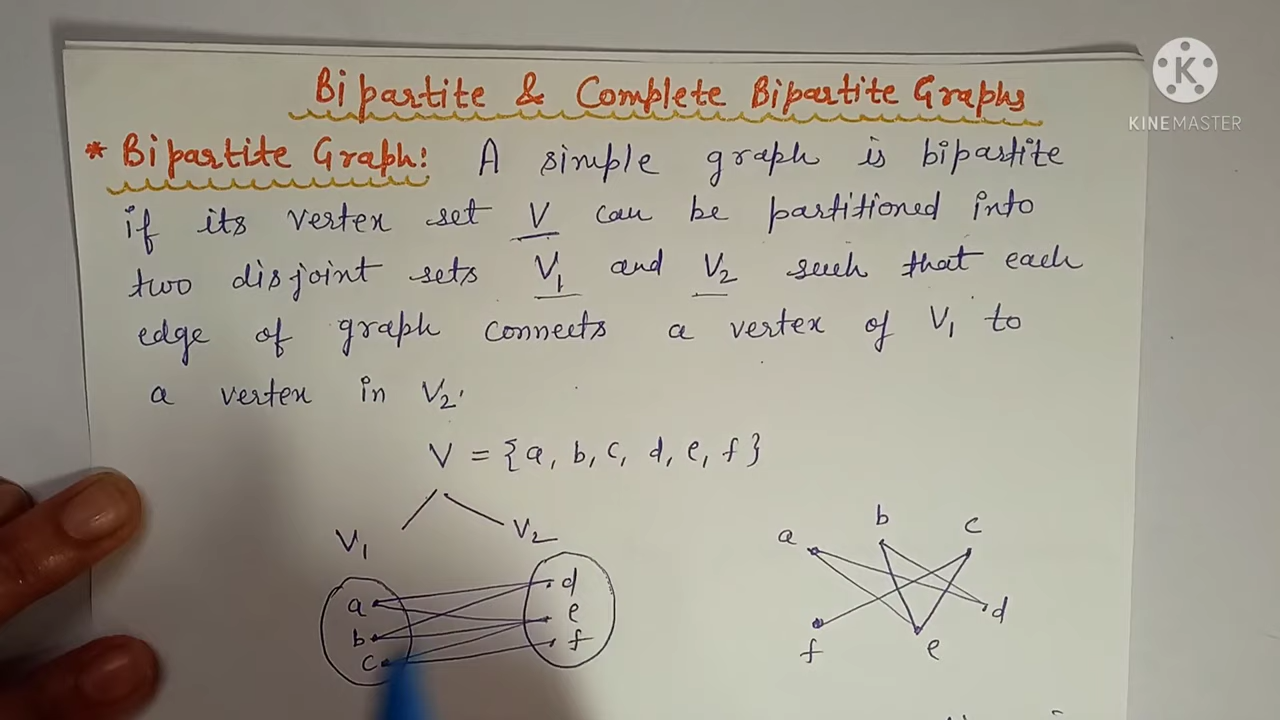 Bipartite & Complete Bipartite Graphs
K
KINEMASTER
* Bipartite Graph: A simple graph is bipartite
if its vertex set V can be partitioned into
two disjoint sets V₁ and V₂ such that each
edge of graph connects a vertex of V₁ to
a vertex in V₂.
V = {a, b, c, d, e, f}
V₁ V₂
a d
b e
c f
a b c
d
f e